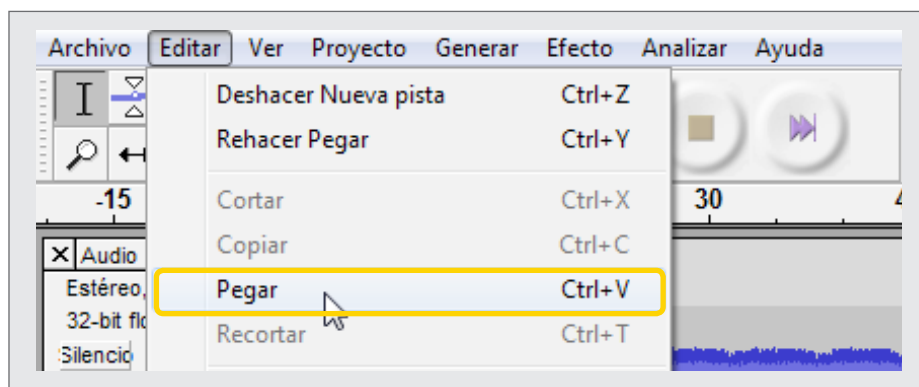 Archivo Editar Ver Proyecto Generar Efecto Analizar Ayuda
Deshacer Nueva pista Ctrl+Z
Rehacer Pegar Ctrl+Y
-15 30
Cortar Ctrl+X
Copiar Ctrl+C
X Audio
Estéreo,
Pegar Ctrl+V
32-bit
Recortar Ctrl+T
Silencio